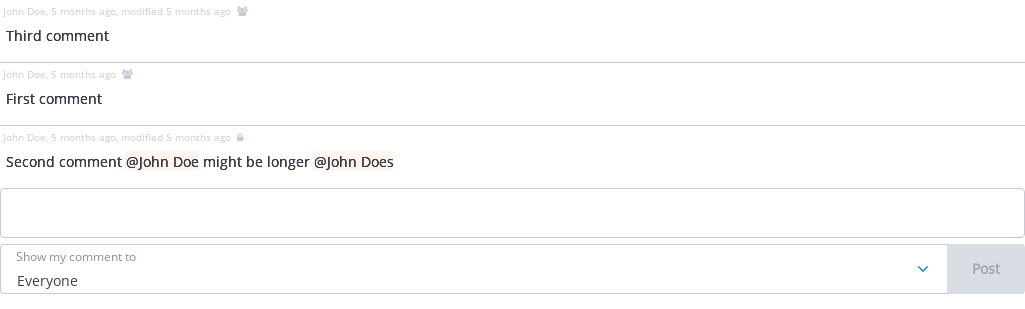 John Doe, 5 months ago, modified 5 months ago
Third comment
John Doe, 5 months ago
First comment
John Doe, 5 months ago, modified 5 months ago
Second comment @John Doe might be longer @John Does
Show my comment to
Everyone
Post